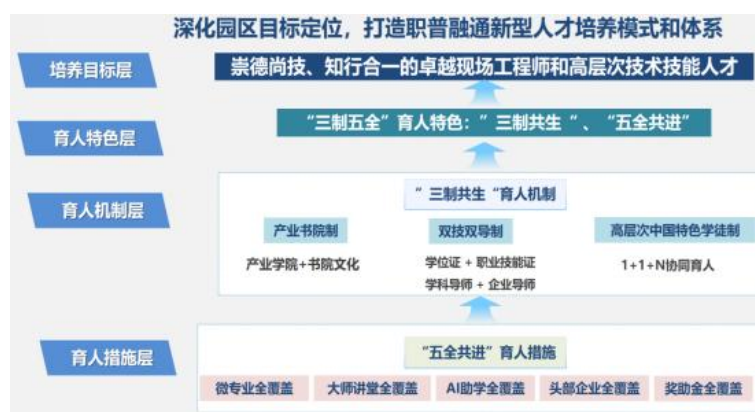 深化园区目标定位，打造职普融通新型人才培养模式和体系
培养目标层
崇德尚技、知行合一的卓越现场工程师和高层次技术技能人才
育人特色层
“三制五全”育人特色：”三制共生“、“五全共进”
育人机制层
”三制共生“育人机制
产业书院制 双技双导制 高层次中国特色学徒制
产业学院+书院文化 学位证 + 职业技能证 1+1+N协同育人
学科导师 + 企业导师
育人措施层
“五全共进”育人措施
微专业全覆盖 大师讲堂全覆盖 AI助学全覆盖 头部企业全覆盖 奖助金全覆盖